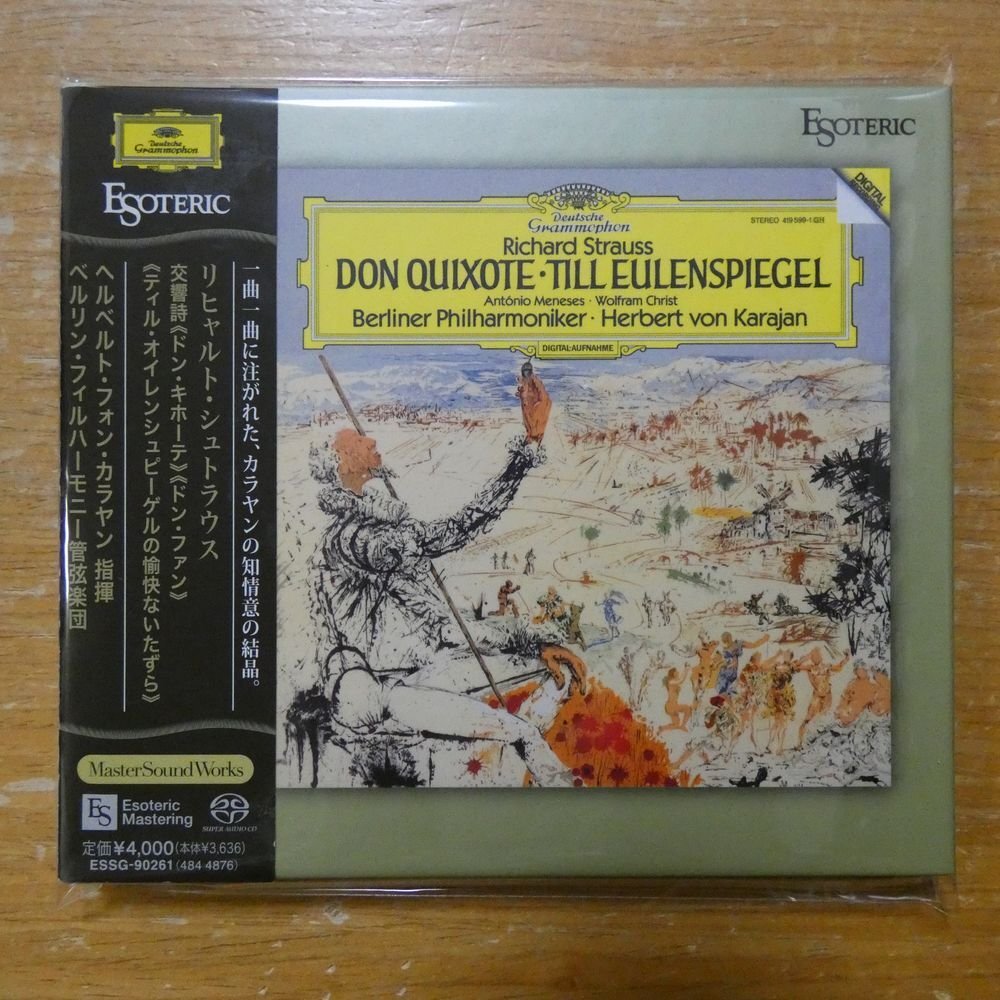 Deutsche
Grammophon
ESOTERIC
一曲一曲に注がれた、カラヤンの知情意の結晶。
リヒャルト・シュトラウス
交響詩《ドン・キホーテ》《ドン・ファン》
《ティル・オイレンシュピーゲルの愉快ないたずら》
ヘルベルト・フォン・カラヤン 指揮
ベルリン・フィルハーモニー管弦楽団
MasterSoundWorks
ES
Esoteric
Mastering
SUPER AUDIO CD
定価¥4,000(本体¥3,636)
ESSG-90261 (484 4876)
ESOTERIC
DIGITAL
Deutsche
Grammophon
STEREO 419 599-1 GH
Richard Strauss
DON QUIXOTE·TILL EULENSPIEGEL
António Meneses · Wolfram Christ
Berliner Philharmoniker · Herbert von Karajan
DIGITAL-AUFNAHME